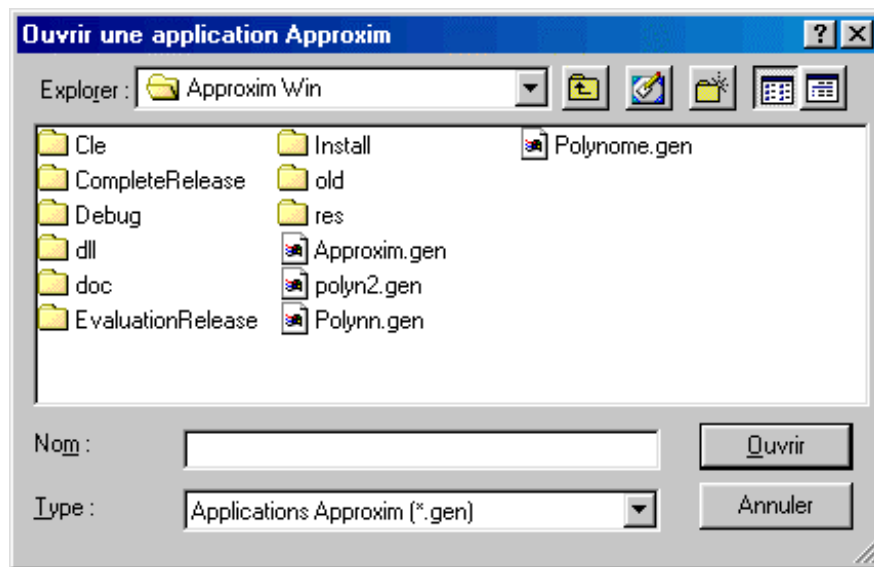 Ouvrir une application Approxim
Explorer : Approxim Win
Cle Install Polynome.gen
CompleteRelease old
Debug res
dll Approxim.gen
doc polyn2.gen
EvaluationRelease Polynn.gen
Nom : Ouvrir
Type : Applications Approxim (*.gen) Annuler